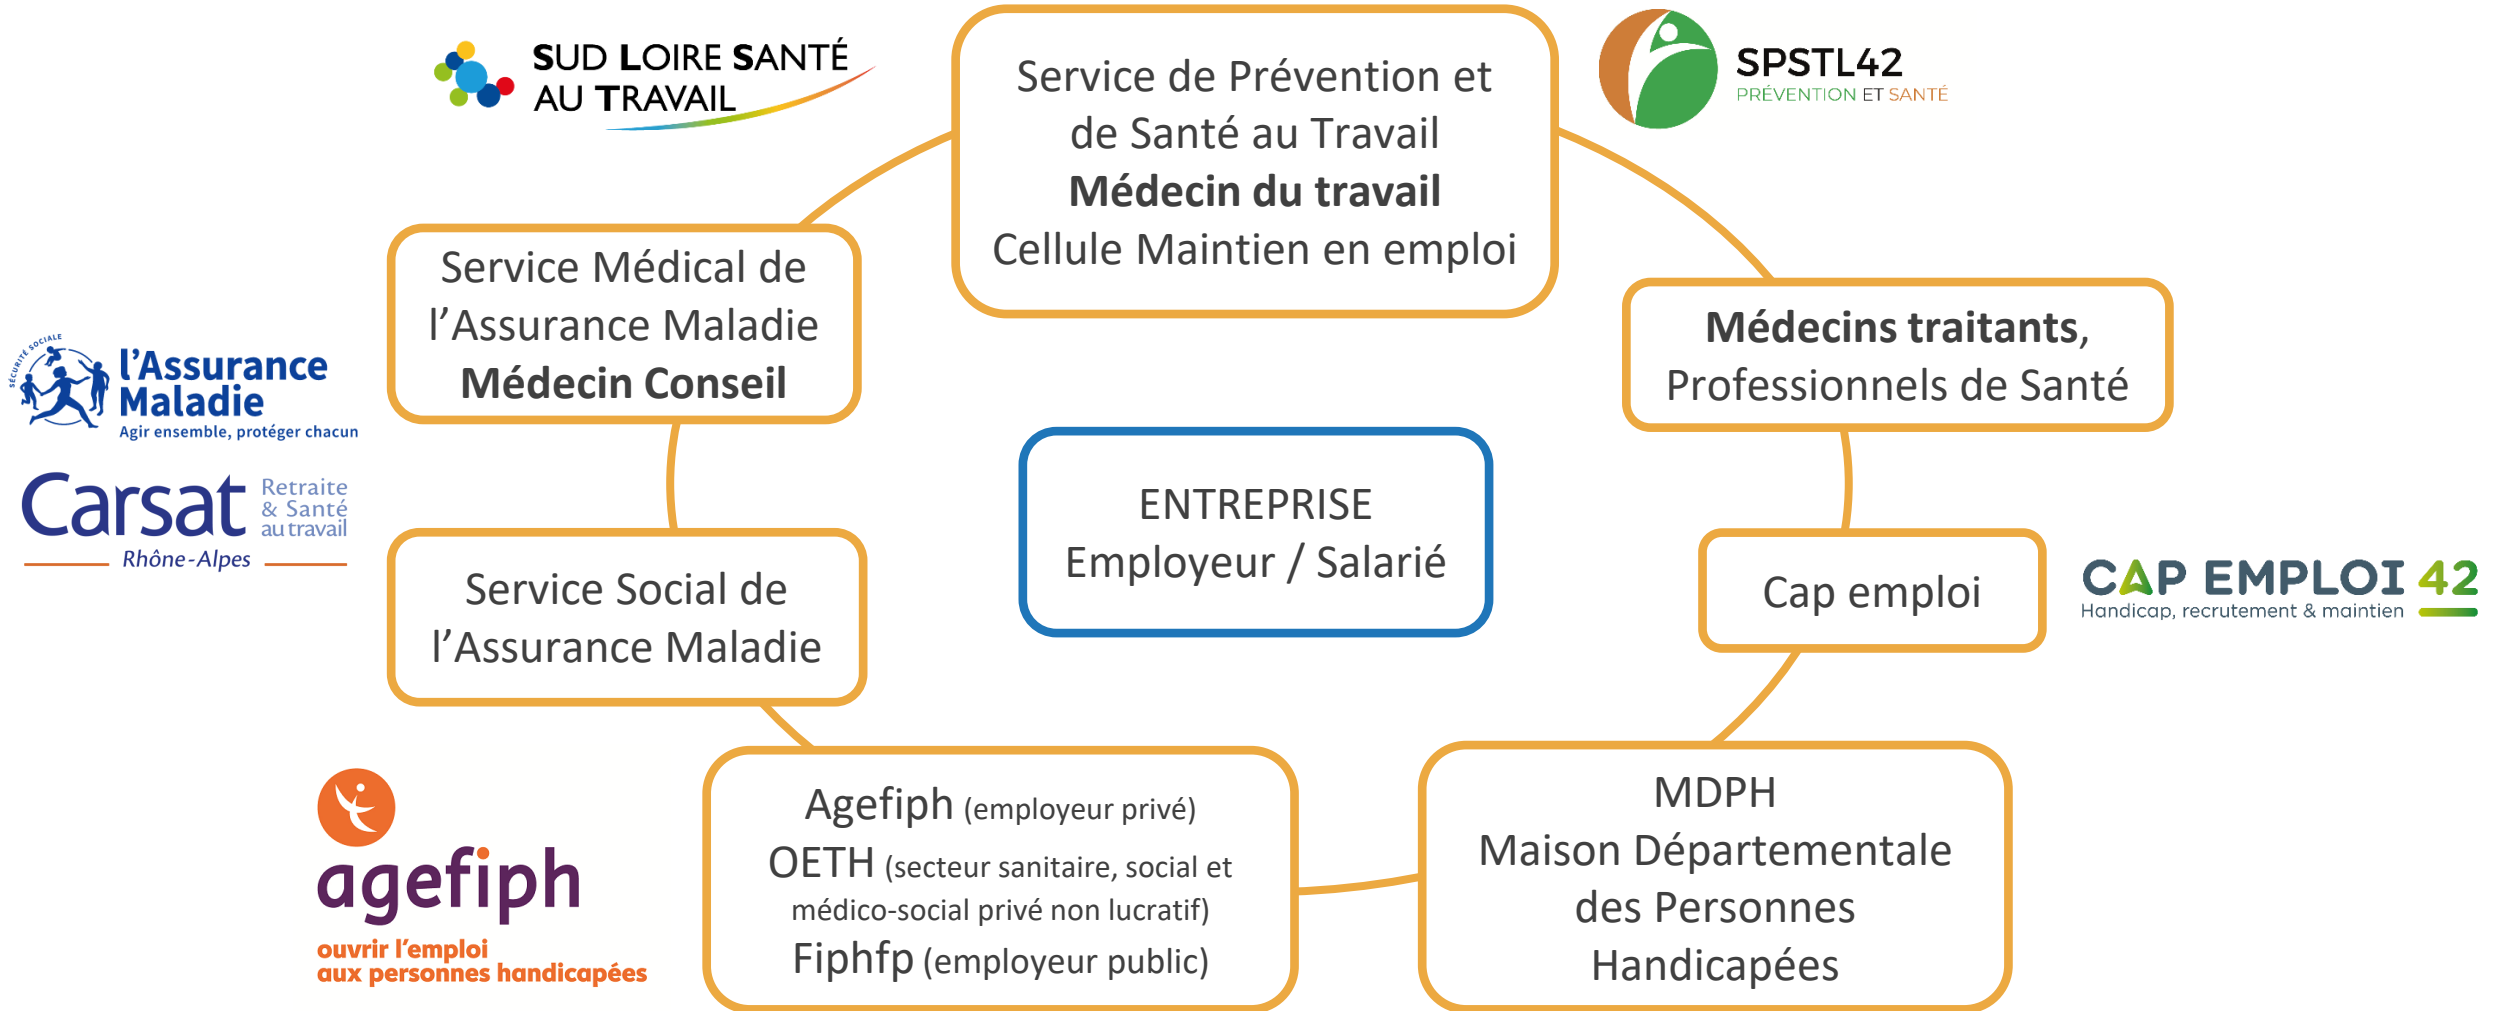 SUD LOIRE SANTÉ
AU TRAVAIL
Service de Prévention et
de Santé au Travail
Médecin du travail
Cellule Maintien en emploi
SPSTL42
PRÉVENTION ET SANTÉ
Service Médical de
l’Assurance Maladie
Médecin Conseil
Médecins traitants,
Professionnels de Santé
SÉCURITÉ SOCIALE
l’Assurance
Maladie
Agir ensemble, protéger chacun
Carsat
Retraite
& Santé
au travail
Rhône-Alpes
ENTREPRISE
Employeur / Salarié
Service Social de
l’Assurance Maladie
Cap emploi
CAP EMPLOI 42
Handicap, recrutement & maintien
agefiph
ouvrir l’emploi
aux personnes handicapées
Agefiph (employeur privé)
OETH (secteur sanitaire, social et
médico-social privé non lucratif)
Fiphfp (employeur public)
MDPH
Maison Départementale
des Personnes
Handicapées